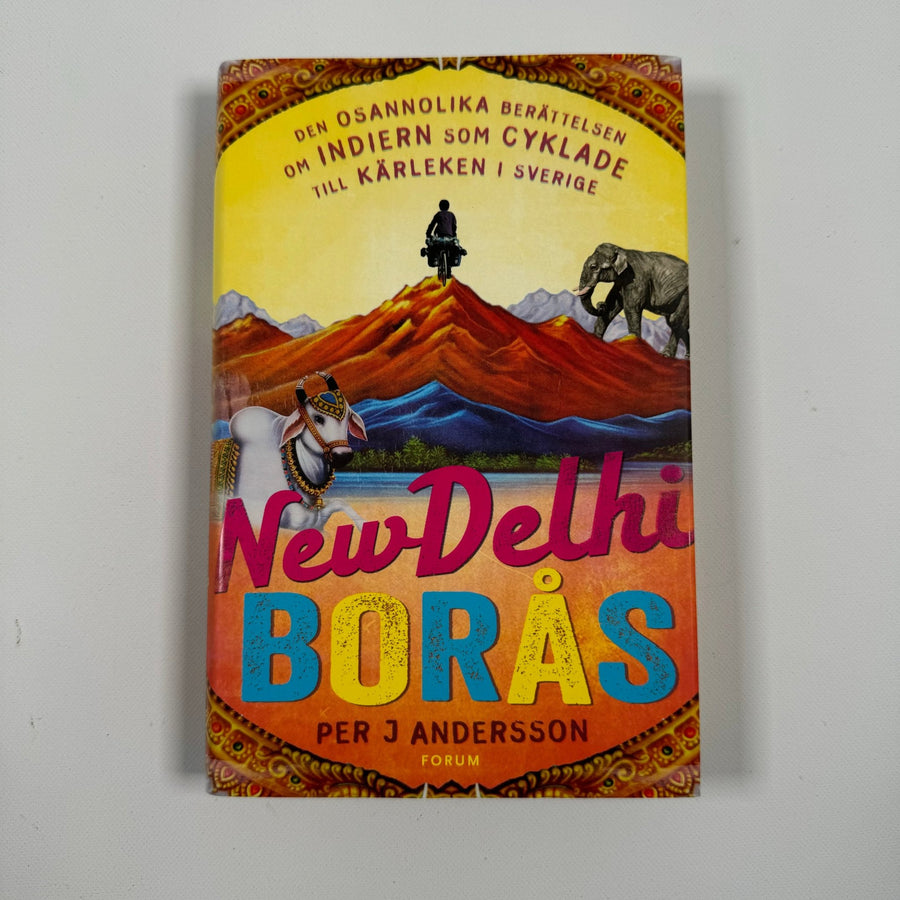 DEN OSANNOLIKA BERÄTTELSEN
OM INDIERN SOM CYKLADE
TILL KÄRLEKEN I SVERIGE
New Delhi
BORÅS
PER J ANDERSSON
FORUM